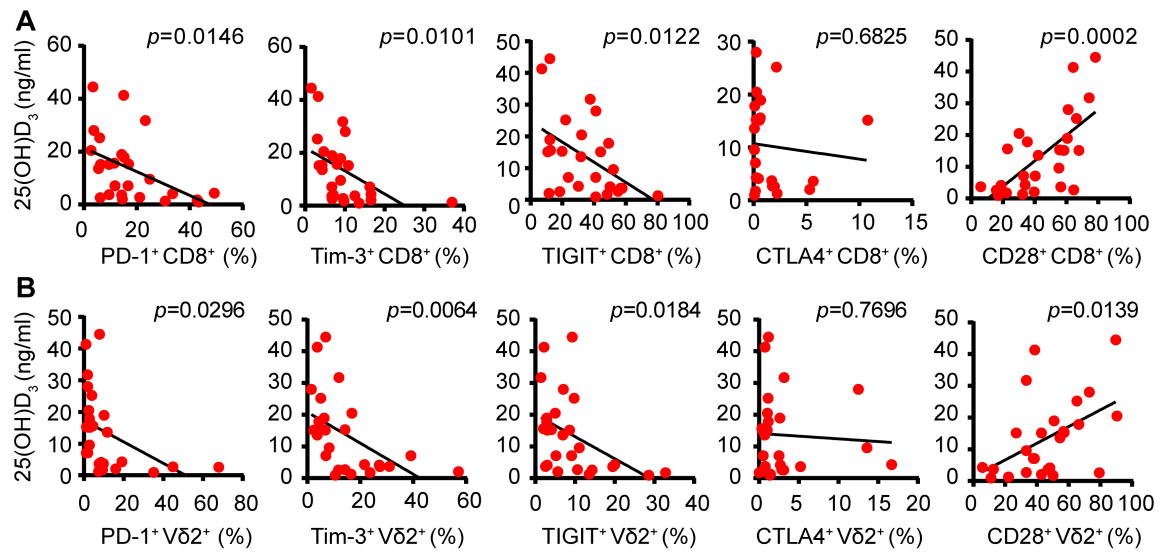 A
p=0.0146 p=0.0101 p=0.0122 p=0.6825 p=0.0002
25(OH)D3 (ng/ml)
60 60 50 30 50
40 40 40 20 40
20 20 30 10 30
0 0 20 0 20
10 10
0 0
0 20 40 60 0 10 20 30 40 0 20 40 60 80 100 0 5 10 15 0 20 40 60 80 100
PD-1+ CD8+ (%) Tim-3+ CD8+ (%) TIGIT+ CD8+ (%) CTLA4+ CD8+ (%) CD28+ CD8+ (%)
B
p=0.0296 p=0.0064 p=0.0184 p=0.7696 p=0.0139
25(OH)D3 (ng/ml)
50 50 50 50 50
40 40 40 40 40
30 30 30 30 30
20 20 20 20 20
10 10 10 10 10
0 0 0 0 0
0 20 40 60 80 0 20 40 60 0 10 20 30 40 0 5 10 15 20 0 20 40 60 80 100
PD-1+ Vδ2+ (%) Tim-3+ Vδ2+ (%) TIGIT+ Vδ2+ (%) CTLA4+ Vδ2+ (%) CD28+ Vδ2+ (%)